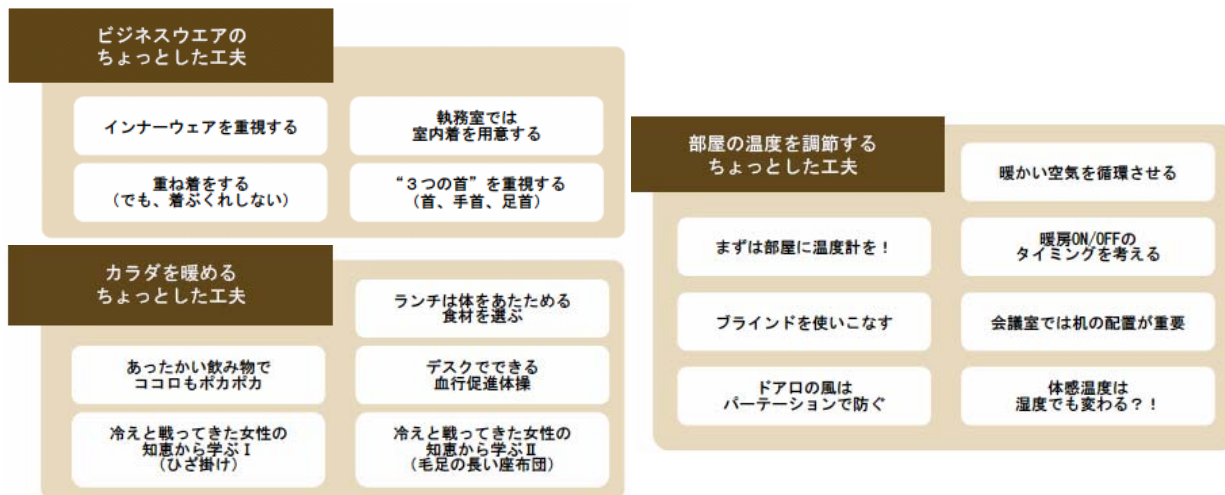 ビジネスウエアの
ちょっとした工夫
インナーウェアを重視する
執務室では
室内着を用意する
重ね着をする
(でも、着ぶくれしない)
“３つの首”を重視する
(首、手首、足首)
カラダを暖める
ちょっとした工夫
ランチは体をあたためる
食材を選ぶ
あったかい飲み物で
ココロもポカポカ
デスクでできる
血行促進体操
冷えと戦ってきた女性の
知恵から学ぶⅠ
(ひざ掛け)
冷えと戦ってきた女性の
知恵から学ぶⅡ
(毛足の長い座布団)
部屋の温度を調節する
ちょっとした工夫
暖かい空気を循環させる
まずは部屋に温度計を！
暖房ON/OFFの
タイミングを考える
ブラインドを使いこなす
会議室では机の配置が重要
ドア口の風は
パーテーションで防ぐ
体感温度は
湿度でも変わる？！